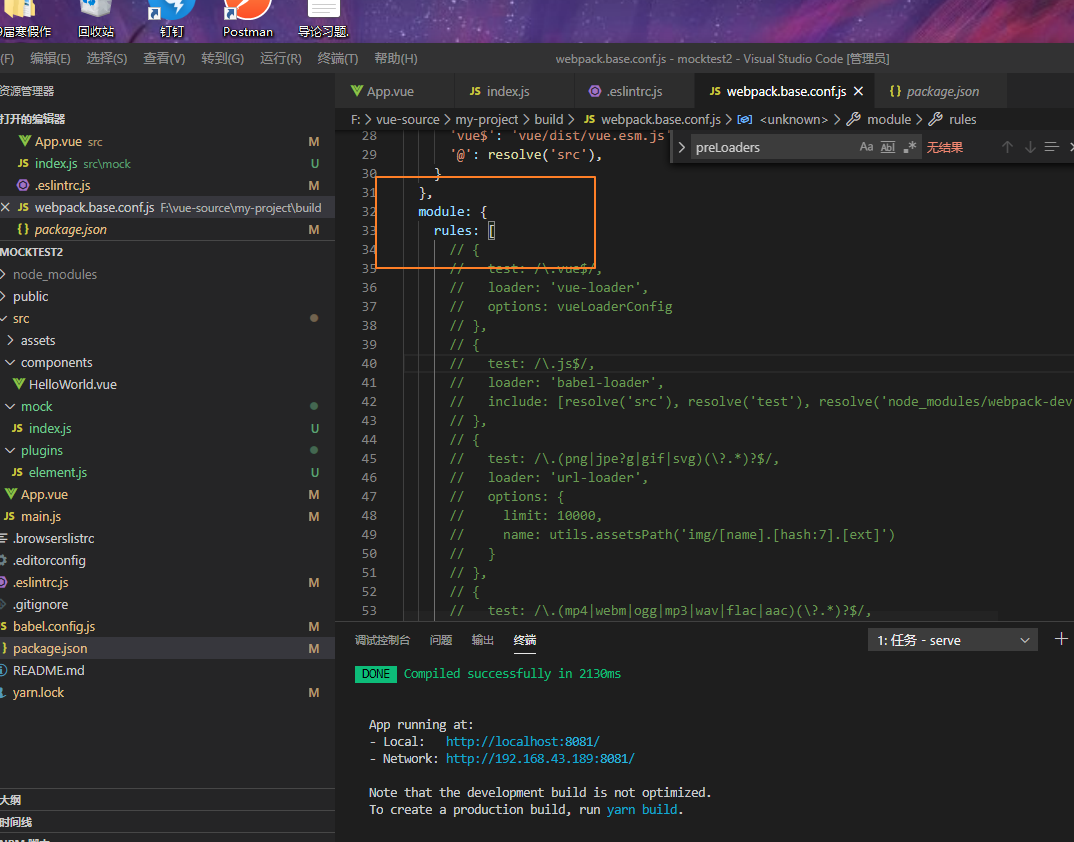 9届寒假作
回收站
钉钉
Postman
导论习题.
(F) 编辑(E) 选择(S) 查看(V) 转到(G) 运行(R) 终端(T) 帮助(H)
webpack.base.conf.js - mocktest2 - Visual Studio Code [管理员]
资源管理器
打开的编辑器
App.vue src M
JS index.js src\mock U
.eslintrc.js M
JS webpack.base.conf.js F:\vue-source\my-project\build
{} package.json M
MOCKTEST2
node_modules
public
src
assets
components
HelloWorld.vue
mock
JS index.js U
plugins
JS element.js U
App.vue M
JS main.js M
.browserslistrc
.editorconfig
.eslintrc.js M
.gitignore
babel.config.js M
package.json M
README.md
yarn.lock M
大纲
时间线
App.vue
JS index.js
.eslintrc.js
JS webpack.base.conf.js
{} package.json
F: > vue-source > my-project > build > JS webpack.base.conf.js > <unknown> > module > rules
preLoaders Aa Abl .* 无结果
28 'vue$': 'vue/dist/vue.esm.js'
29 '@': resolve('src'),
30 }
31 },
32 module: {
33 rules: [
34 // {
35 // test: /\.vue$/,
36 // loader: 'vue-loader',
37 // options: vueLoaderConfig
38 // },
39 // {
40 // test: /\.js$/,
41 // loader: 'babel-loader',
42 // include: [resolve('src'), resolve('test'), resolve('node_modules/webpack-dev
43 // },
44 // {
45 // test: /\.(png|jpe?g|gif|svg)(\?.*)?$/,
46 // loader: 'url-loader',
47 // options: {
48 // limit: 10000,
49 // name: utils.assetsPath('img/[name].[hash:7].[ext]')
50 // }
51 // },
52 // {
53 // test: /\.(mp4|webm|ogg|mp3|wav|flac|aac)(\?.*)?$/,
调试控制台 问题 输出 终端
1: 任务 - serve
DONE Compiled successfully in 2130ms
App running at:
- Local: http://localhost:8081/
- Network: http://192.168.43.189:8081/
Note that the development build is not optimized.
To create a production build, run yarn build.